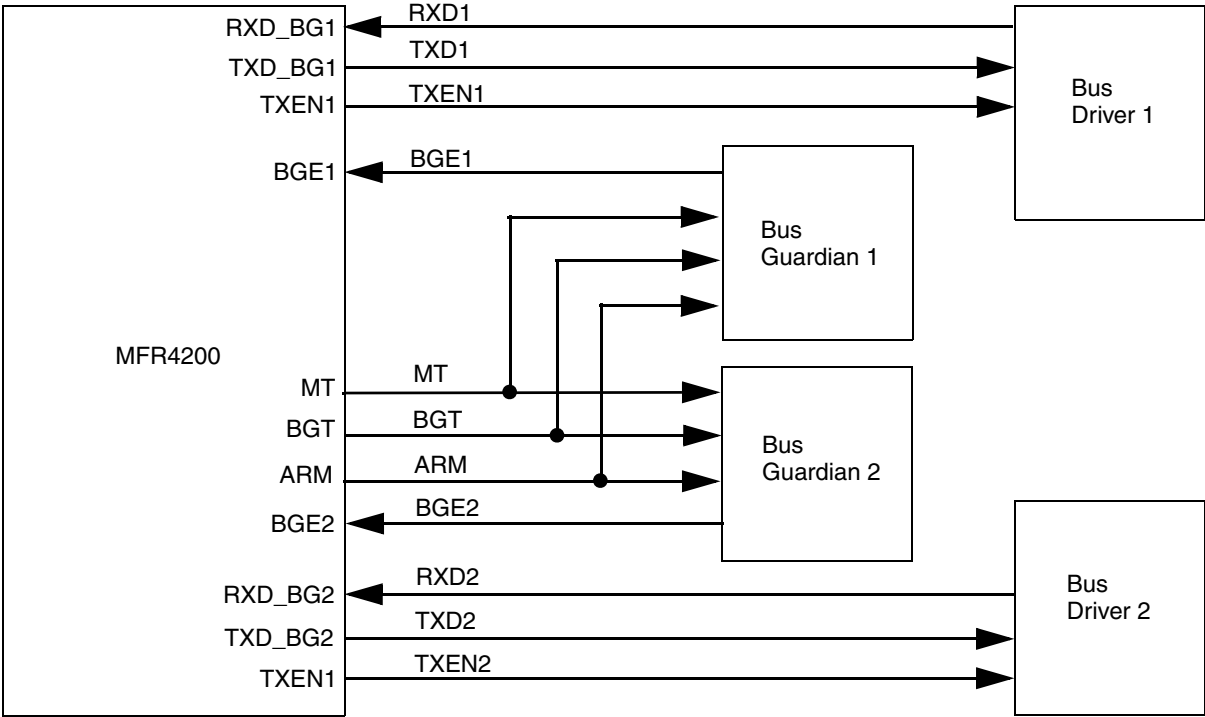 RXD_BG1
RXD1
TXD_BG1
TXD1
TXEN1
TXEN1
Bus
Driver 1
BGE1
BGE1
Bus
Guardian 1
MFR4200
MT
MT
BGT
BGT
ARM
ARM
Bus
Guardian 2
BGE2
BGE2
RXD_BG2
RXD2
TXD_BG2
TXD2
TXEN1
TXEN2
Bus
Driver 2